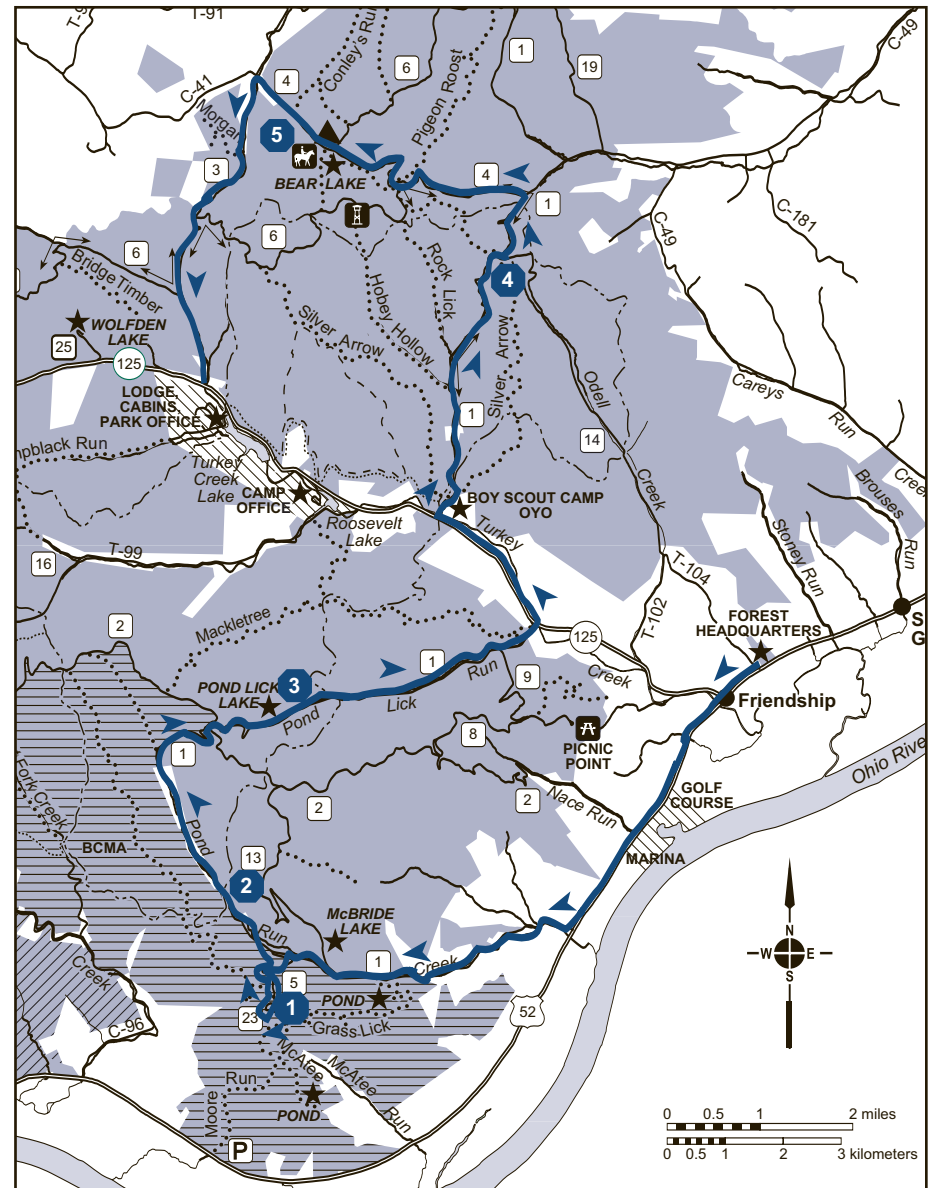 T-91
C-41
Conley's Run
6
1
19
C-49
4
Pigeon Roost
Morgan
5
3
BEAR LAKE
4
1
C-181
C-49
6
6
Bridge Timber
Rock Lick
Hobey Hollow
4
WOLFDEN
LAKE
25
125
Silver Arrow
Silver Arrow
Odell
Creek
Careys Run
LODGE,
CABINS,
PARK OFFICE
1
14
Turkey
Creek
Lake
CAMP
OFFICE
BOY SCOUT CAMP
OYO
Roosevelt
Lake
Turkey
Creek
Brouses
Run
Stoney Run
T-99
16
T-104
T-102
2
Mackletree
FOREST
HEADQUARTERS
125
1
POND LICK
LAKE
3
Pond Lick Run
9
Friendship
8
PICNIC
POINT
1
2
2
Nace Run
GOLF
COURSE
MARINA
Fork Creek
BCMA
Pond
Run
13
2
McBRIDE
LAKE
N
W
E
S
1
Creek
5
1
POND
23
Grass Lick
52
Creek
C-96
McAtee
McAtee
Run
Moore
Run
POND
P
0 0.5 1 2 miles
0 0.5 1 2 3 kilometers